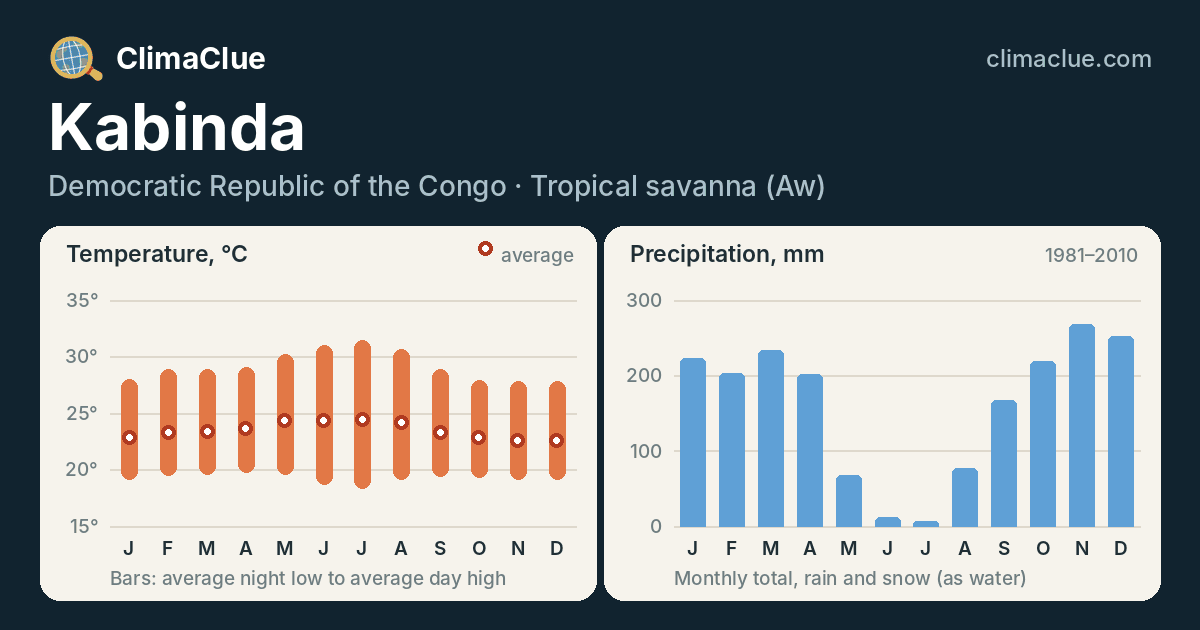 ClimaClue
climaclue.com
Kabinda
Democratic Republic of the Congo · Tropical savanna (Aw)
Temperature, °C
average
35°
30°
25°
20°
15°
J F M A M J J A S O N D
Bars: average night low to average day high
Precipitation, mm
1981–2010
300
200
100
0
J F M A M J J A S O N D
Monthly total, rain and snow (as water)